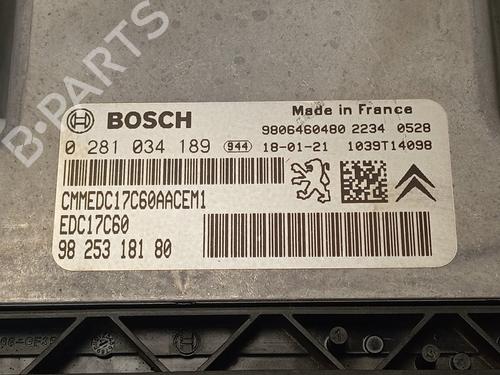 B-PARTS
BOSCH
Made in France
9806460480 2234 0528
0 281 034 189 944 18-01-21 1039T14098
CMMEDC17C60AACEM1
EDC17C60
98 253 181 80